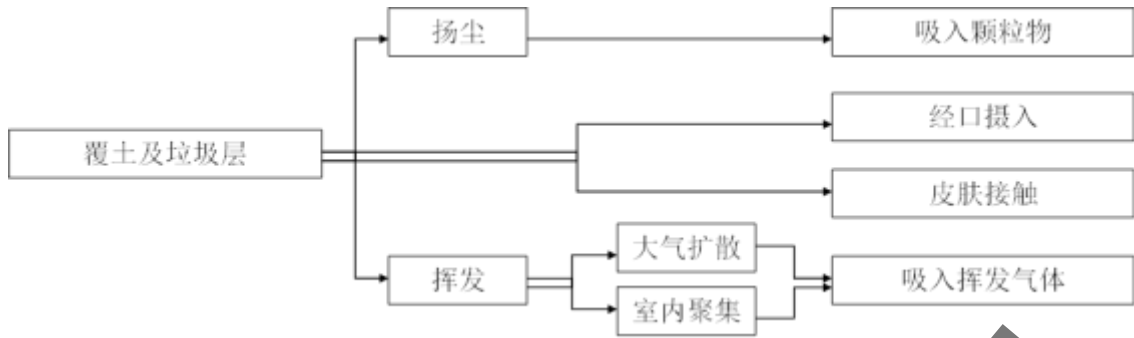 扬尘
吸入颗粒物
经口摄入
覆土及垃圾层
皮肤接触
大气扩散
挥发
吸入挥发气体
室内聚集